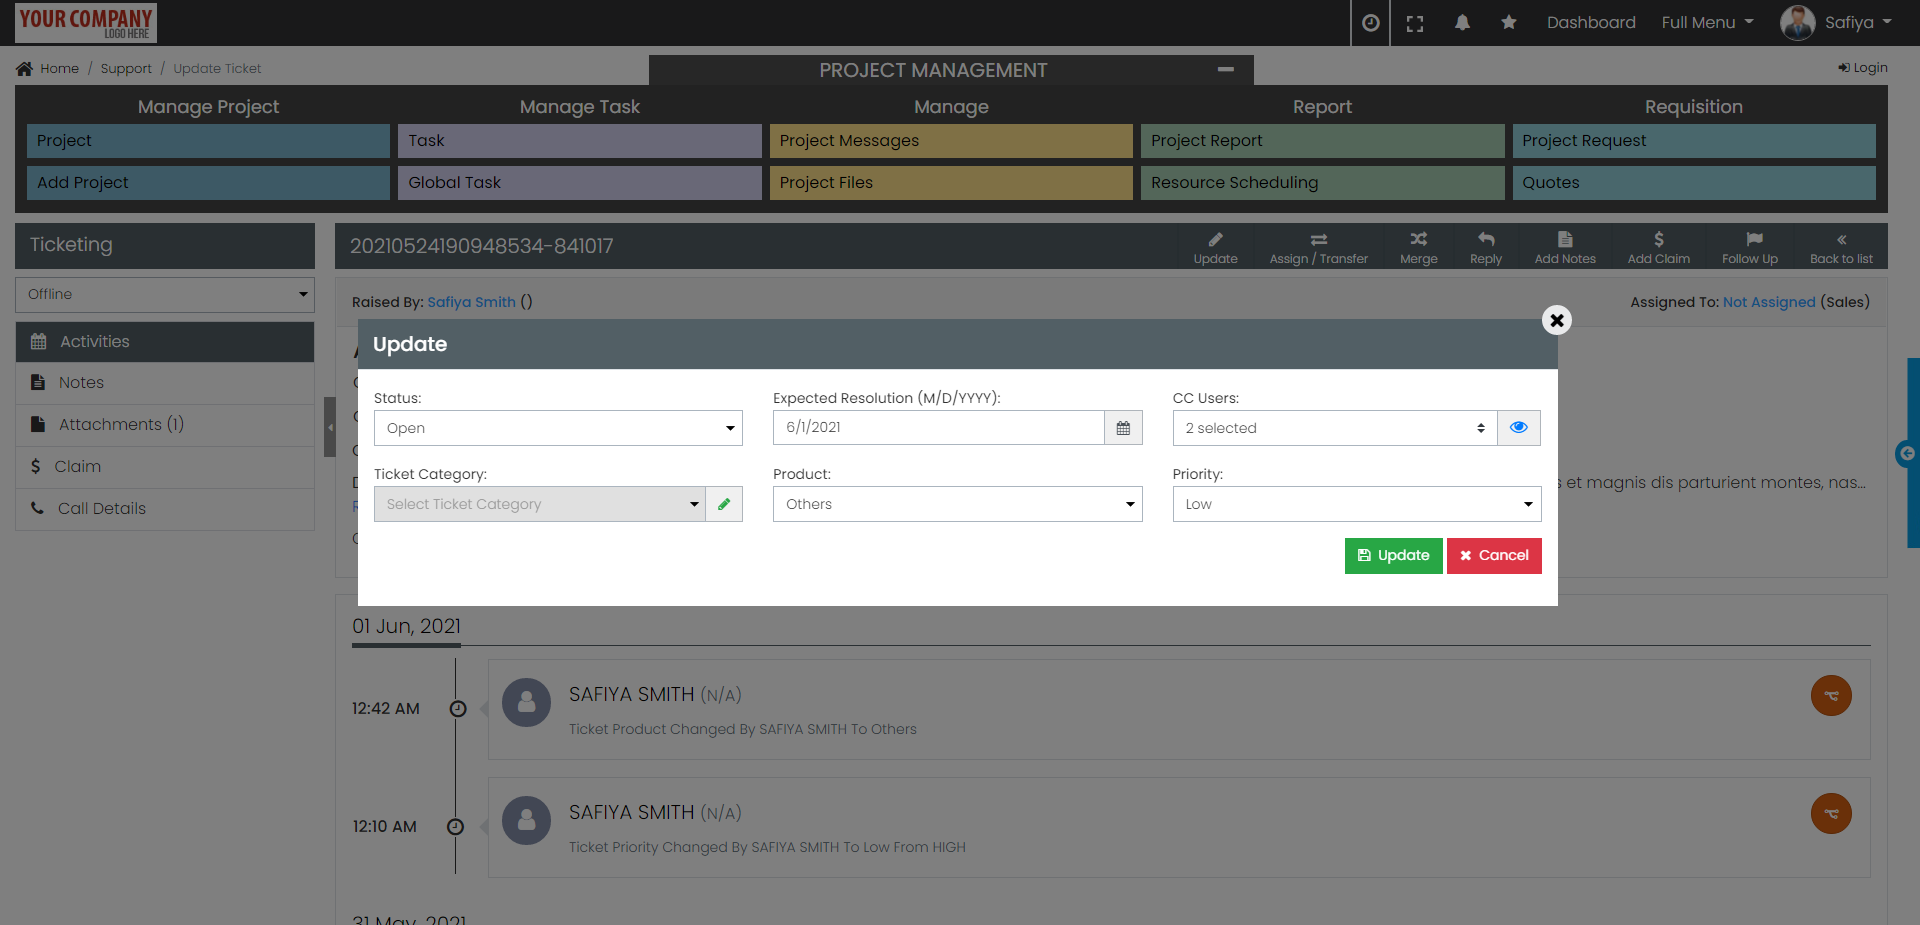 YOUR COMPANY
LOGO HERE
Dashboard
Full Menu
Safiya
Home / Support / Update Ticket
PROJECT MANAGEMENT
Login
Manage Project
Manage Task
Manage
Report
Requisition
Project
Task
Project Messages
Project Report
Project Request
Add Project
Global Task
Project Files
Resource Scheduling
Quotes
Ticketing
20210524190948534-841017
Update
Assign / Transfer
Merge
Reply
Add Notes
Add Claim
Follow Up
Back to list
Offline
Raised By: Safiya Smith ()
Assigned To: Not Assigned (Sales)
Activities
Notes
Attachments (1)
Claim
Call Details
Update
Status:
Expected Resolution (M/D/YYYY):
CC Users:
Open
6/1/2021
2 selected
Ticket Category:
Product:
Priority:
Select Ticket Category
Others
Low
et magnis dis parturient montes, nas...
Update
Cancel
01 Jun, 2021
12:42 AM
SAFIYA SMITH (N/A)
Ticket Product Changed By SAFIYA SMITH To Others
12:10 AM
SAFIYA SMITH (N/A)
Ticket Priority Changed By SAFIYA SMITH To Low From HIGH
31 May, 2021